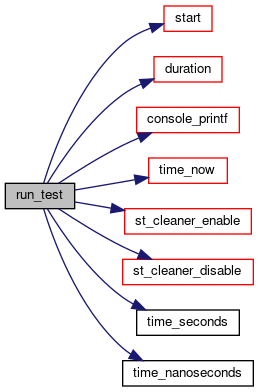 start
duration
console_printf
time_now
run_test
st_cleaner_enable
st_cleaner_disable
time_seconds
time_nanoseconds